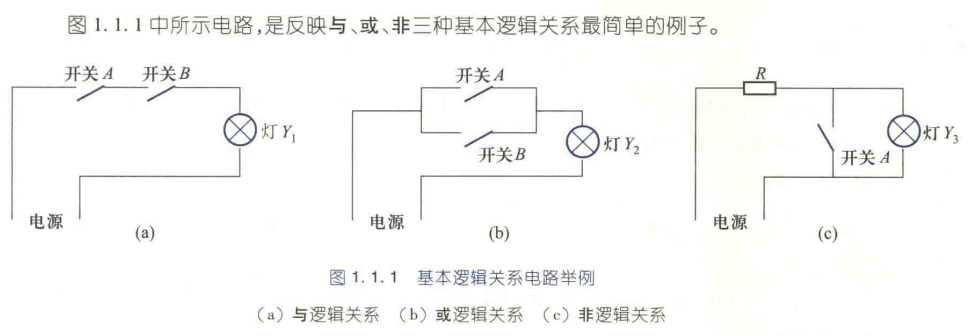 图 1.1.1 中所示电路,是反映与、或、非三种基本逻辑关系最简单的例子。
开关 A 开关 B
灯 Y₁
电源
(a)
开关 A
开关 B
灯 Y₂
电源
(b)
R
开关 A
灯 Y₃
电源
(c)
图 1.1.1 基本逻辑关系电路举例
(a) 与逻辑关系 (b) 或逻辑关系 (c) 非逻辑关系